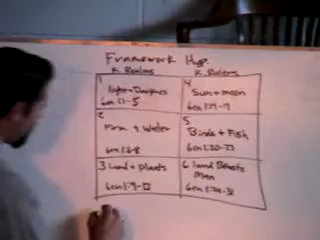 Framework Hyp.
K. Realms K. Rulers
1
Light + Darkness
Gen 1:1-5
4
Sun + moon
Gen 1:14-19
2
Firm + Water
Gen 1:6-8
5
Birds + Fish
Gen 1:20-23
3 Land + plants
Gen 1:9-13
6 Land Beasts
Man
Gen 1:24-31